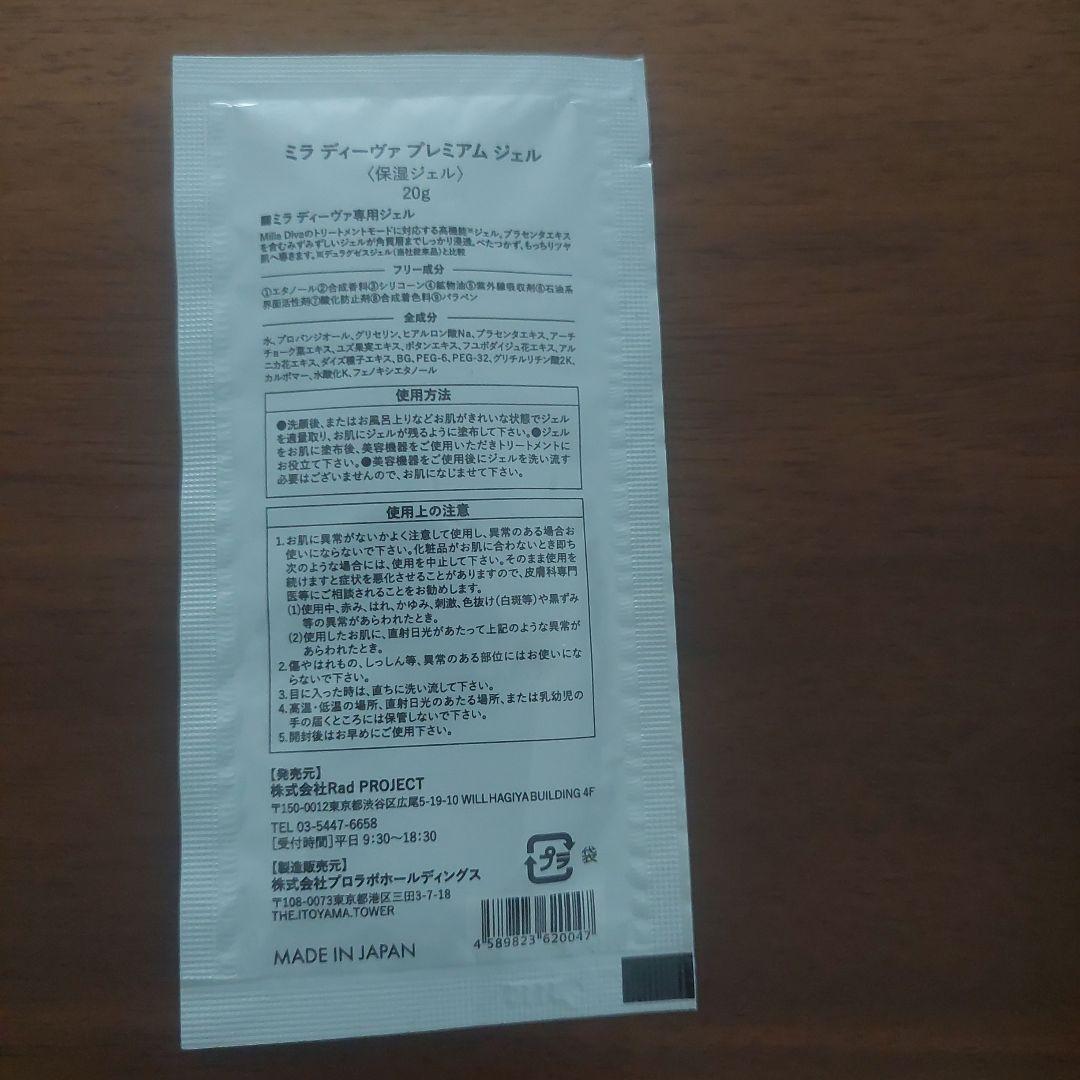 ミラ ディーヴァ プレミアム ジェル
〈保湿ジェル〉
20g
■ミラ ディーヴァ専用ジェル
Milla Divaのトリートメントモードに対応する高機能※ジェル。プラセンタエキス
を含むみずみずしいジェルが角質層までしっかり浸透。べたつかず、もっちりツヤ
肌へ導きます。※デュラグゼスジェル(当社従来品)と比較
フリー成分
①エタノール②合成香料③シリコーン④鉱物油⑤紫外線吸収剤⑥石油系
界面活性剤⑦酸化防止剤⑧合成着色料⑨パラベン
全成分
水、プロパンジオール、グリセリン、ヒアルロン酸Na、プラセンタエキス、アーチ
チョーク葉エキス、ユズ果実エキス、ボタンエキス、フユボダイジュ花エキス、アル
ニカ花エキス、ダイズ種子エキス、BG、PEG-6、PEG-32、グリチルリチン酸2K、
カルボマー、水酸化K、フェノキシエタノール
使用方法
●洗顔後、またはお風呂上りなどお肌がきれいな状態でジェル
を適量取り、お肌にジェルが残るように塗布して下さい。●ジェル
をお肌に塗布後、美容機器をご使用いただきトリートメントに
お役立て下さい。●美容機器をご使用後にジェルを洗い流す
必要はございませんので、お肌になじませて下さい。
使用上の注意
1.お肌に異常がないかよく注意して使用し、異常のある場合お
使いにならないで下さい。化粧品がお肌に合わないとき即ち
次のような場合には、使用を中止して下さい。そのまま使用を
続けますと症状を悪化させることがありますので、皮膚科専門
医等にご相談されることをお勧めします。
(1)使用中、赤み、はれ、かゆみ、刺激、色抜け(白斑等)や黒ずみ
等の異常があらわれたとき。
(2)使用したお肌に、直射日光があたって上記のような異常が
あらわれたとき。
2.傷やはれもの、しっしん等、異常のある部位にはお使いにな
らないで下さい。
3.目に入った時は、直ちに洗い流して下さい。
4.高温・低温の場所、直射日光のあたる場所、または乳幼児の
手の届くところには保管しないで下さい。
5.開封後はお早めにご使用下さい。
【発売元】
株式会社Rad PROJECT
〒150-0012東京都渋谷区広尾5-19-10 WILLHAGIYA BUILDING 4F
TEL 03-5447-6658
[受付時間]平日 9:30～18:30
【製造販売元】
株式会社プロラボホールディングス
〒108-0073東京都港区三田3-7-18
THE.ITOYAMA.TOWER
MADE IN JAPAN
プラ 袋
4 589823 620047